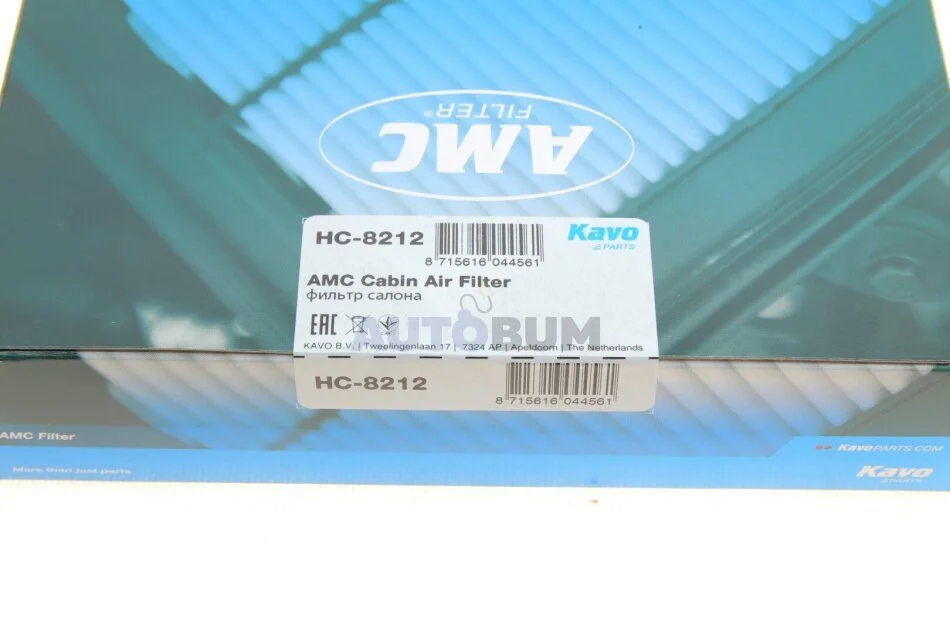 AMC
FILTER®
HC-8212
8 715616 044561
Kavo
PARTS
AMC Cabin Air Filter
фильтр салона
EAC
AUTOBUM
KAVO B.V. | Tweelingenlaan 17 | 7324 AP | Apeldoorn | The Netherlands
HC-8212
8 715616 044561
AMC Filter
KavoPARTS.COM
More than just parts
Kavo
PARTS